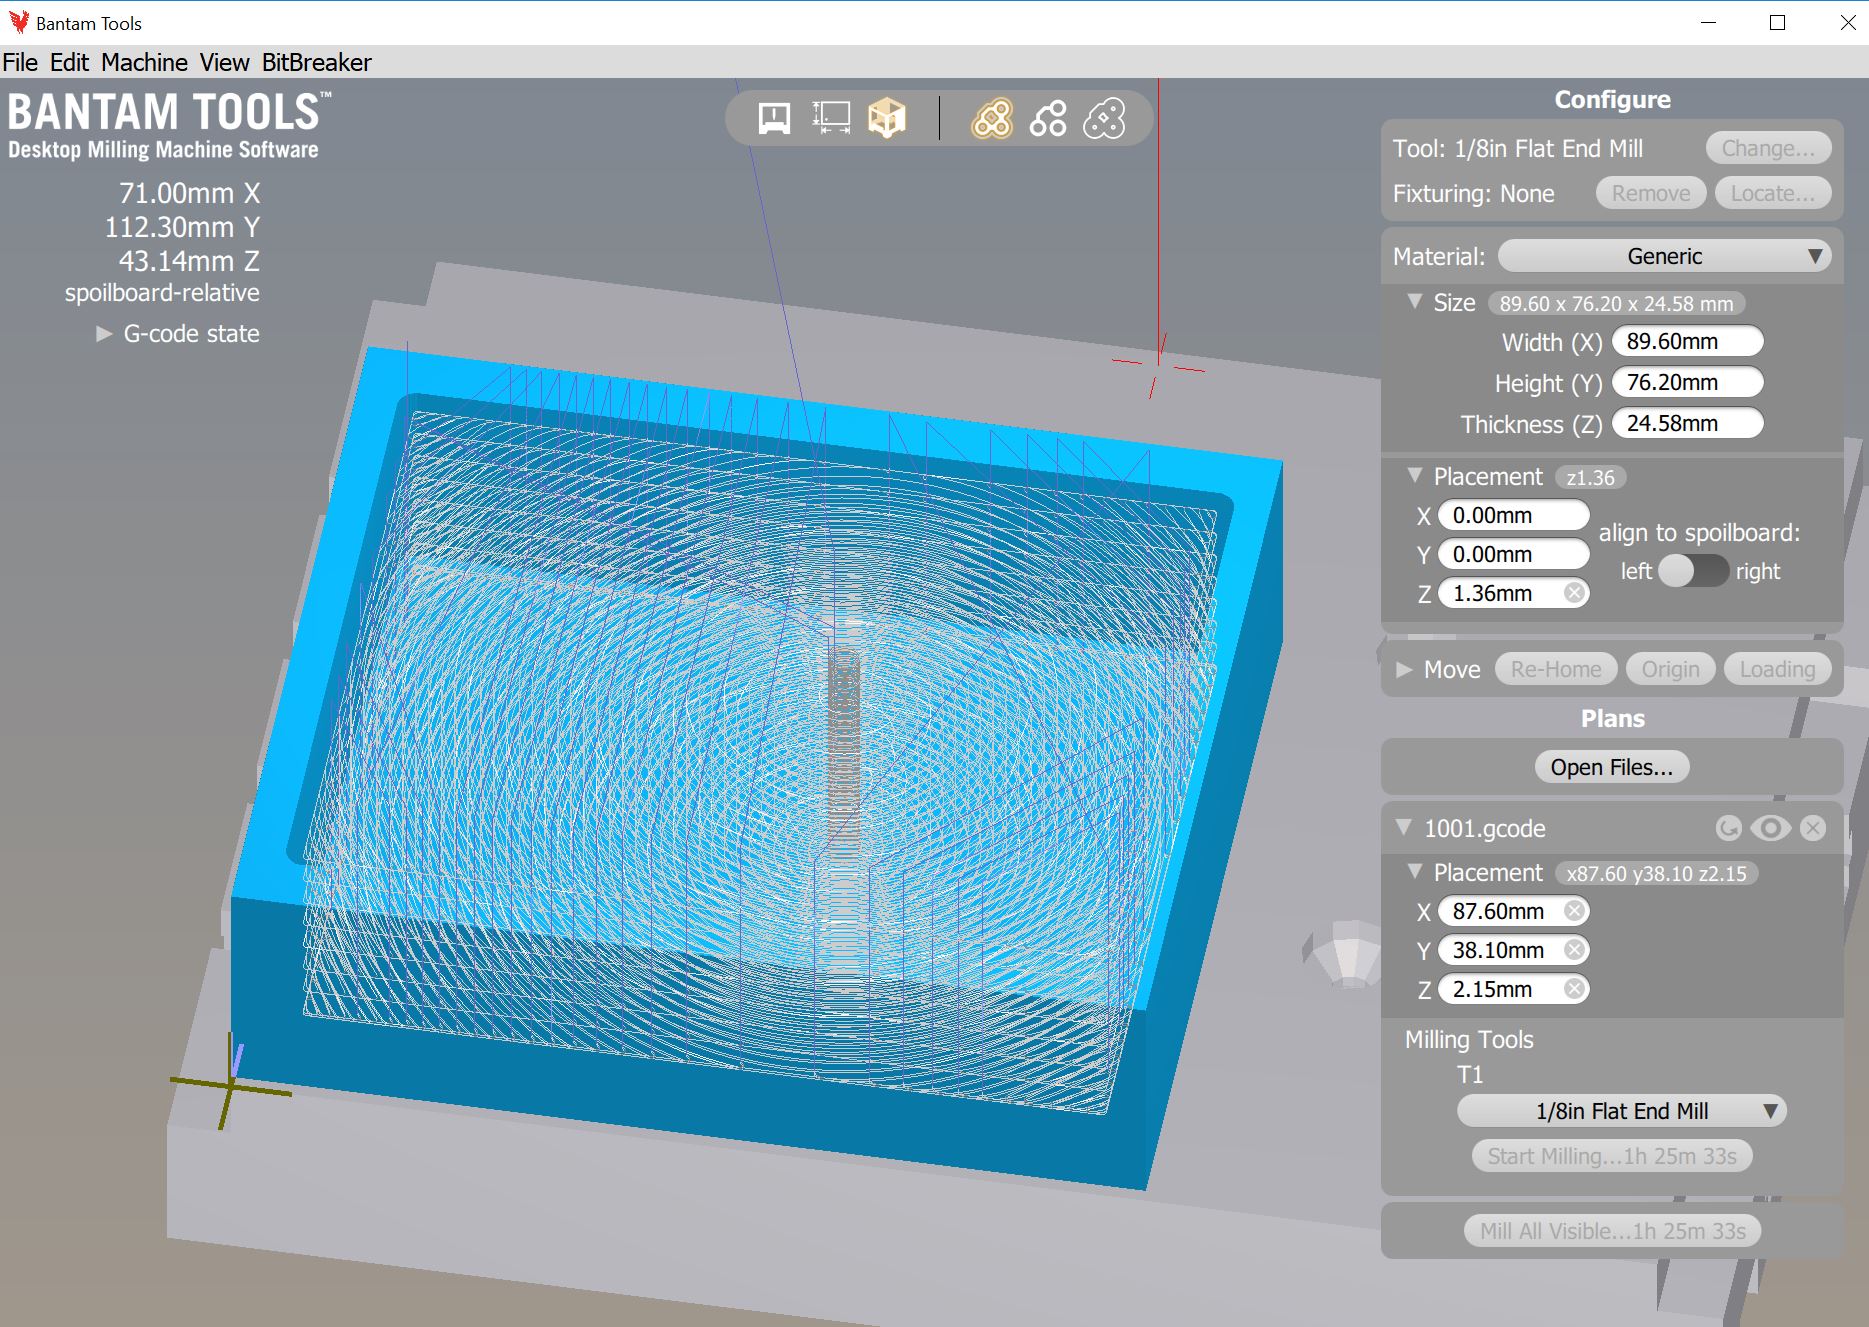 Bantam Tools
File Edit Machine View BitBreaker
BANTAM TOOLS™
Desktop Milling Machine Software
71.00mm X
112.30mm Y
43.14mm Z
spoilboard-relative
G-code state
Configure
Tool: 1/8in Flat End Mill Change...
Fixturing: None Remove Locate...
Material: Generic
Size 89.60 x 76.20 x 24.58 mm
Width (X) 89.60mm
Height (Y) 76.20mm
Thickness (Z) 24.58mm
Placement z1.36
X 0.00mm
align to spoilboard:
Y 0.00mm
left right
Z 1.36mm
Move Re-Home Origin Loading
Plans
Open Files...
1001.gcode
Placement x87.60 y38.10 z2.15
X 87.60mm
Y 38.10mm
Z 2.15mm
Milling Tools
T1
1/8in Flat End Mill
Start Milling...1h 25m 33s
Mill All Visible...1h 25m 33s